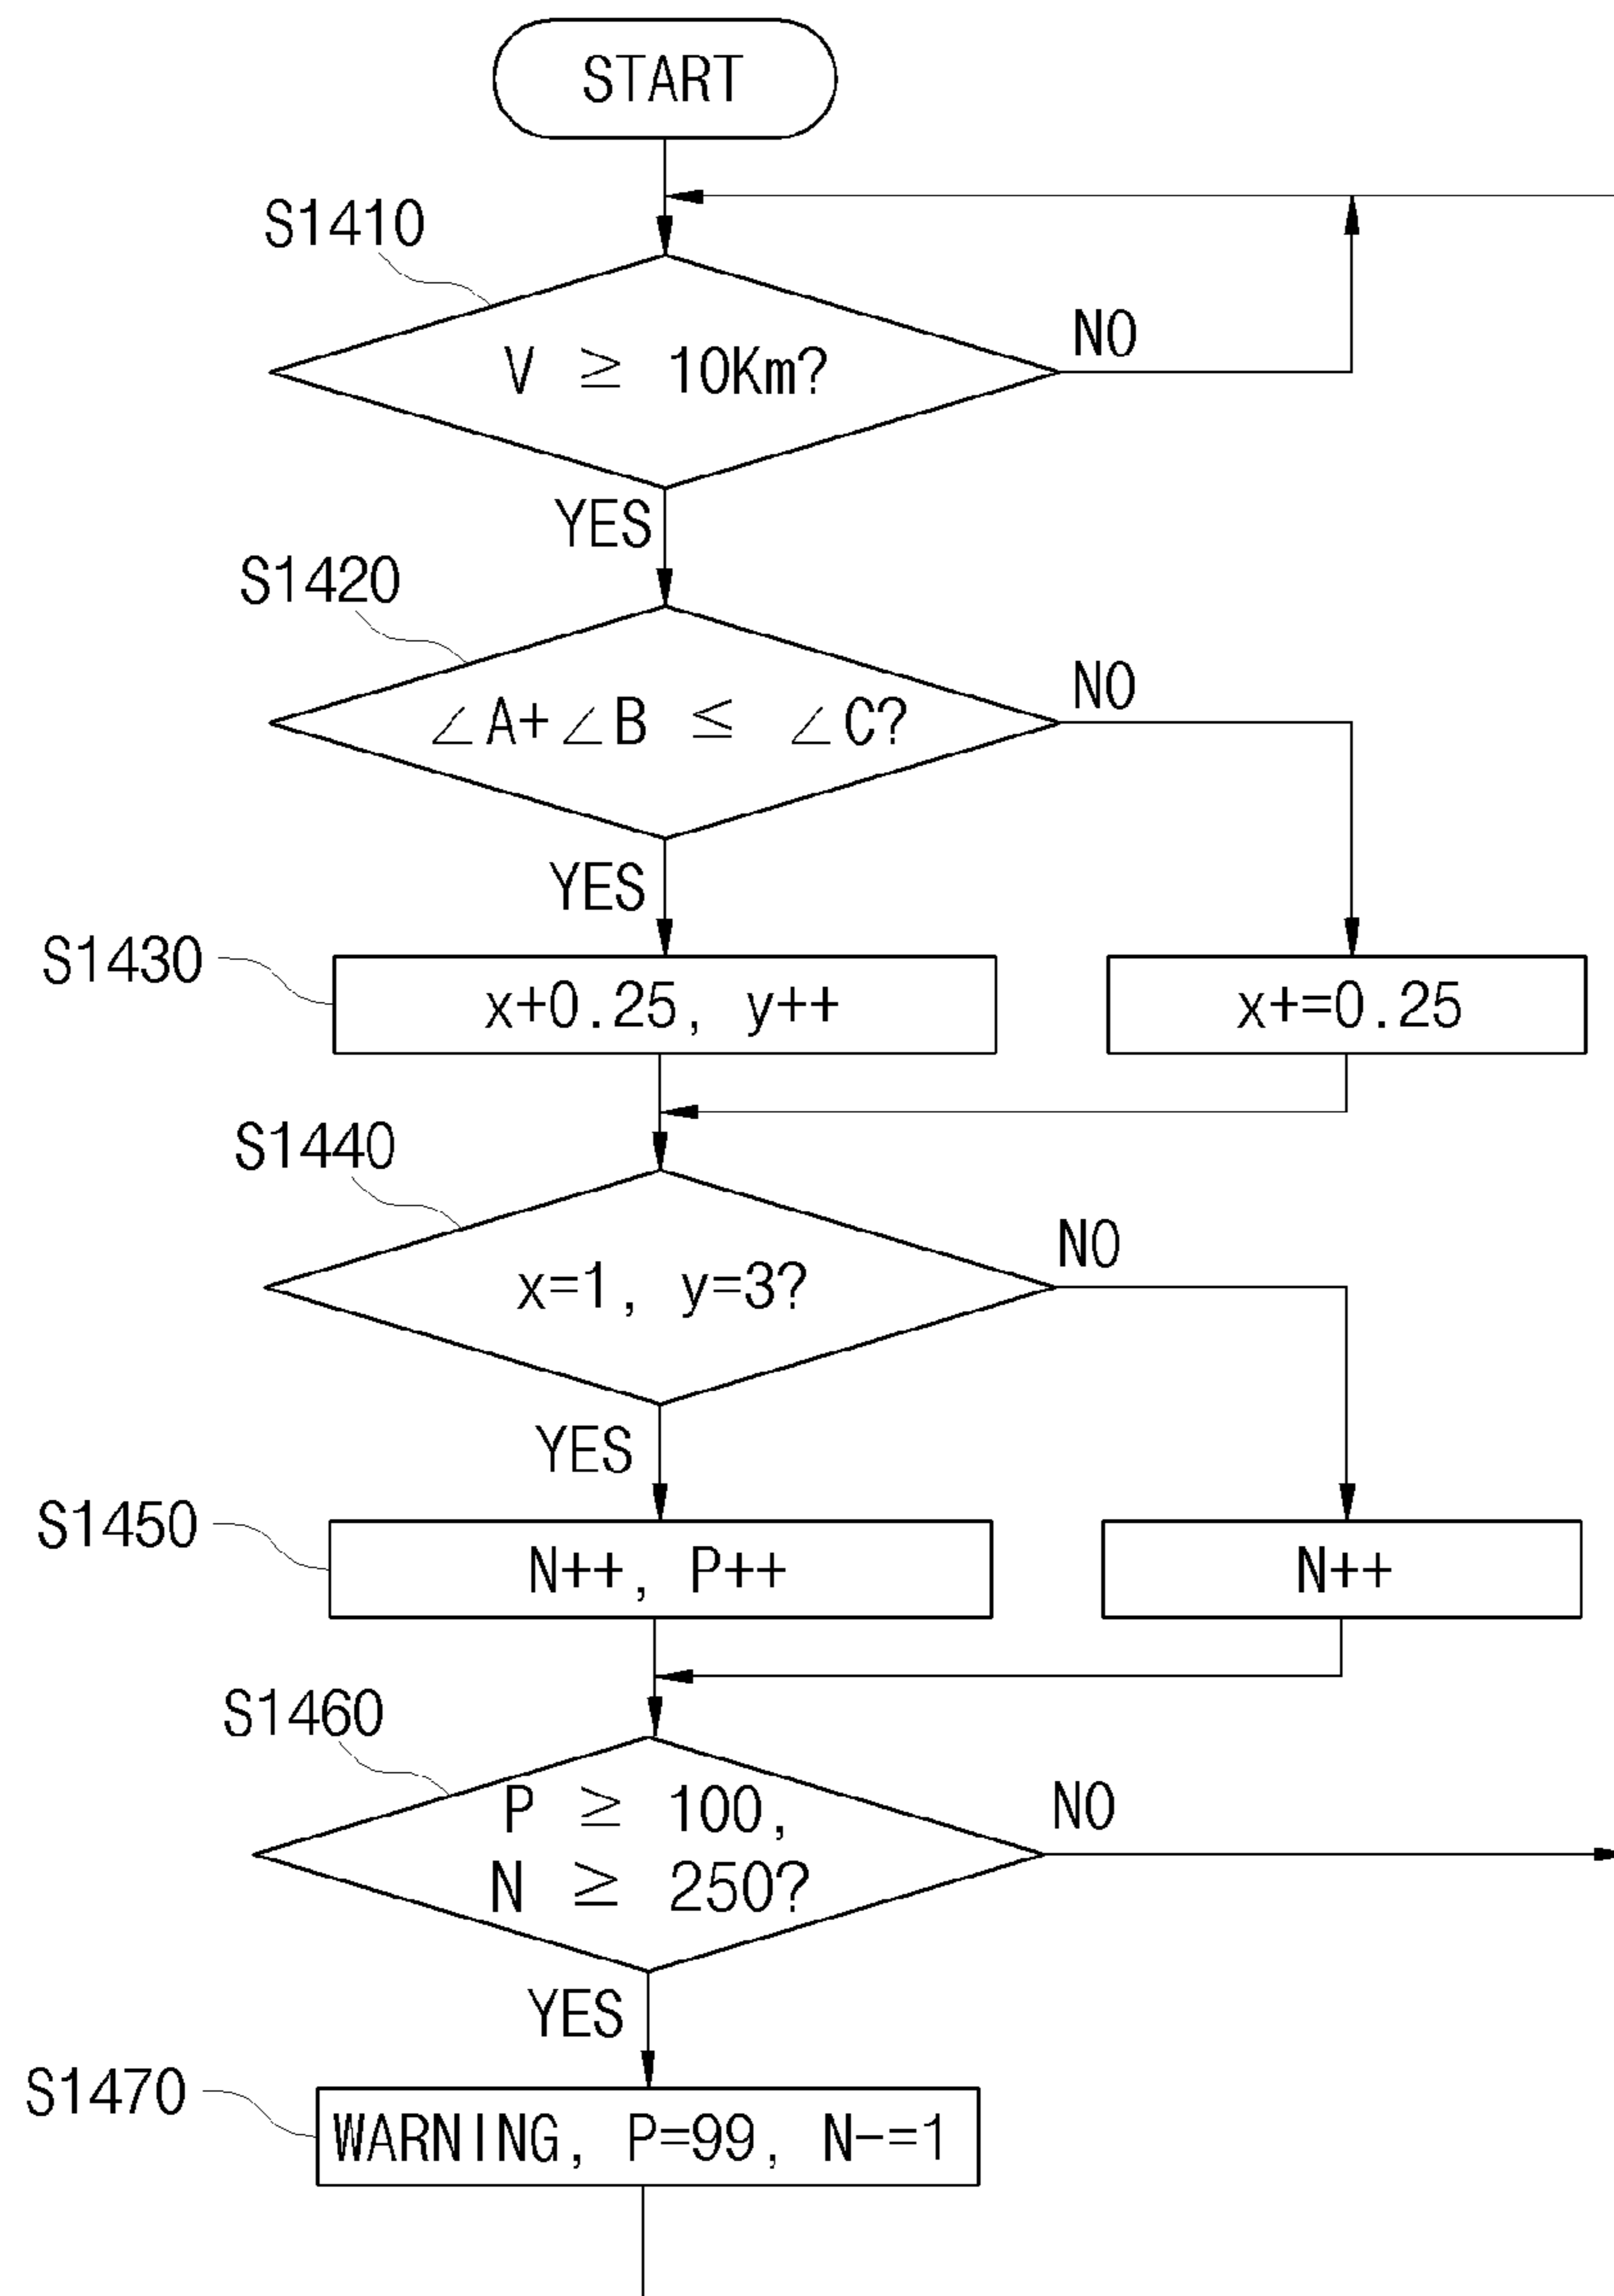 START
S1410
V ≥ 10Km?
NO
YES
S1420
∠A+∠B ≤ ∠C?
NO
YES
S1430
x+0.25, y++
x+=0.25
S1440
x=1, y=3?
NO
YES
S1450
N++, P++
N++
S1460
P ≥ 100,
N ≥ 250?
NO
YES
S1470
WARNING, P=99, N-=1